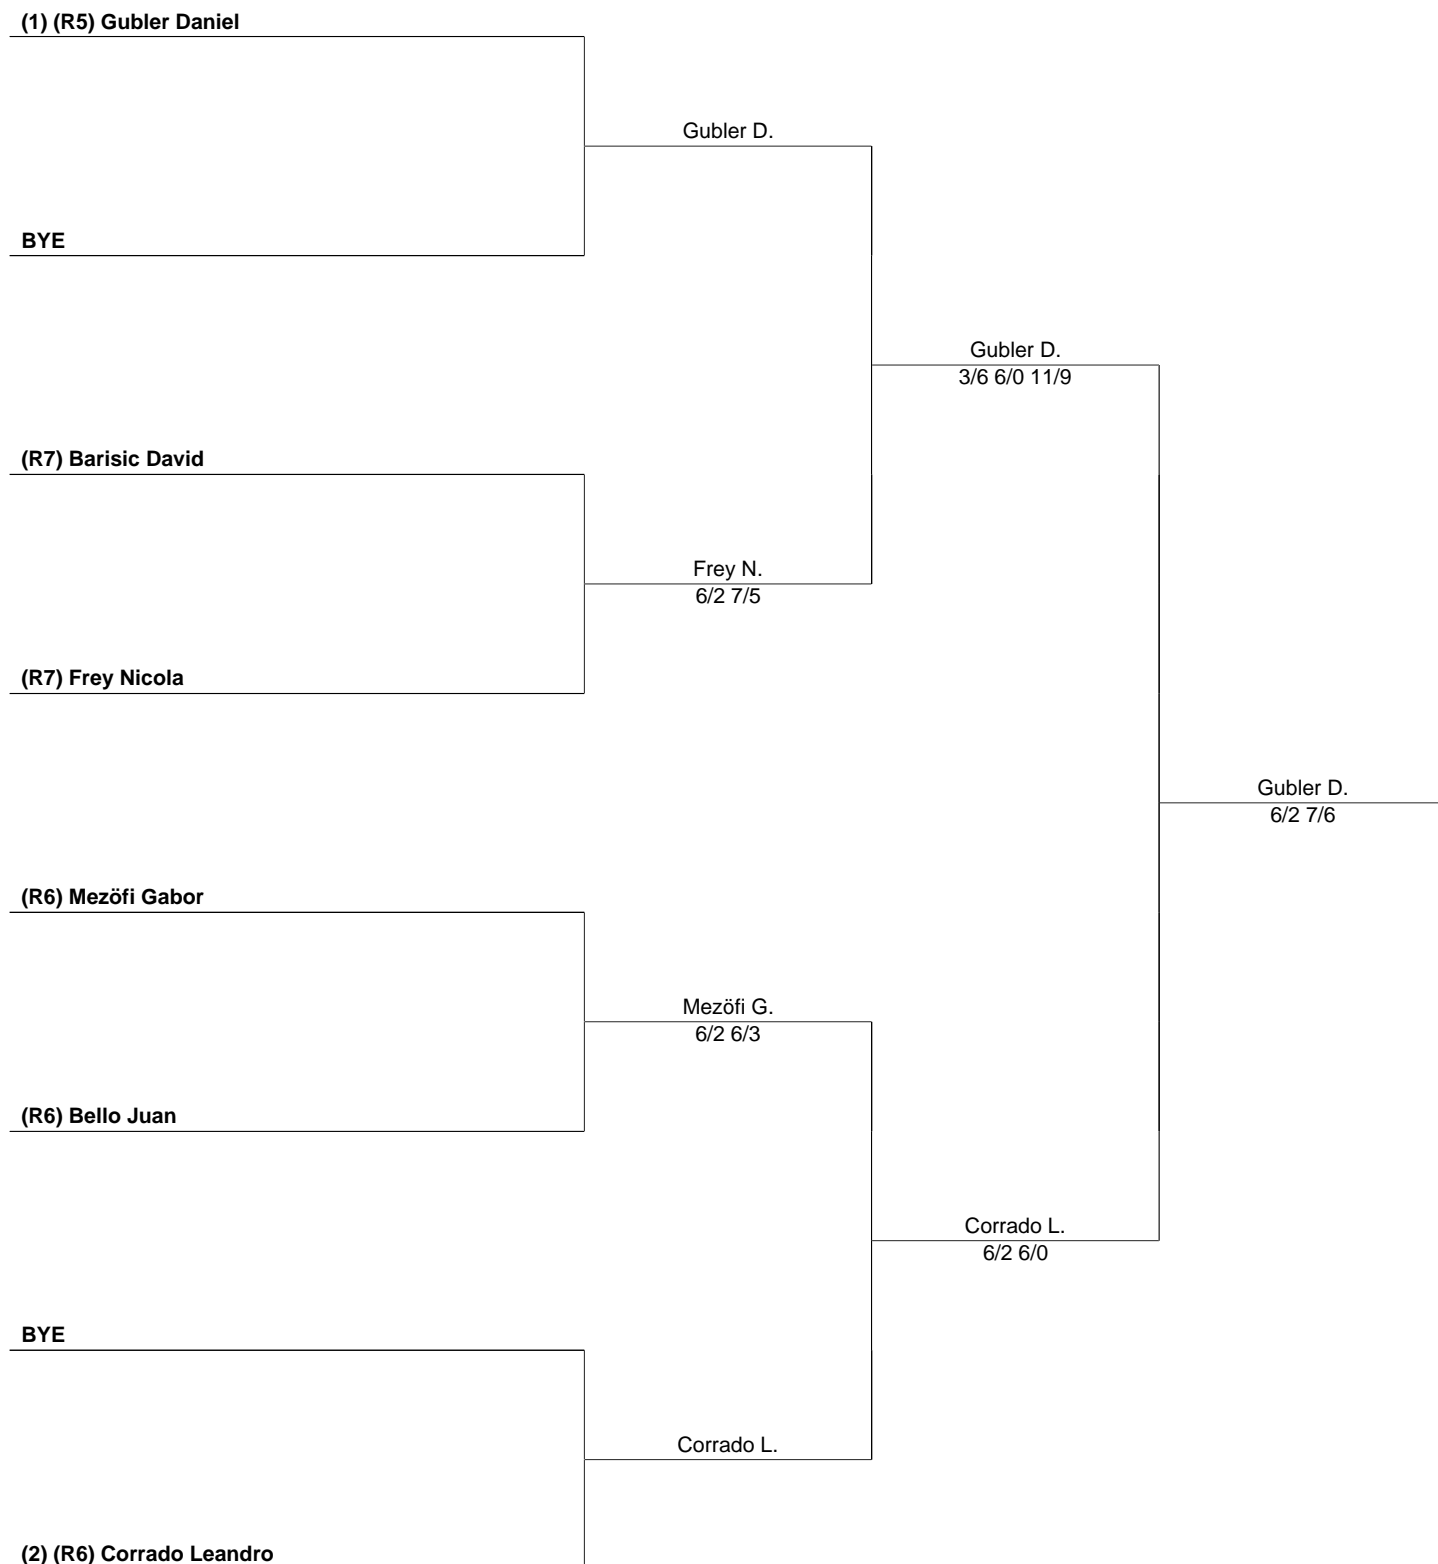 (1) (R5) Gubler Daniel
Gubler D.
BYE
Gubler D.
3/6 6/0 11/9
(R7) Barisic David
Frey N.
6/2 7/5
(R7) Frey Nicola
Gubler D.
6/2 7/6
(R6) Mezöfi Gabor
Mezöfi G.
6/2 6/3
(R6) Bello Juan
Corrado L.
6/2 6/0
BYE
Corrado L.
(2) (R6) Corrado Leandro